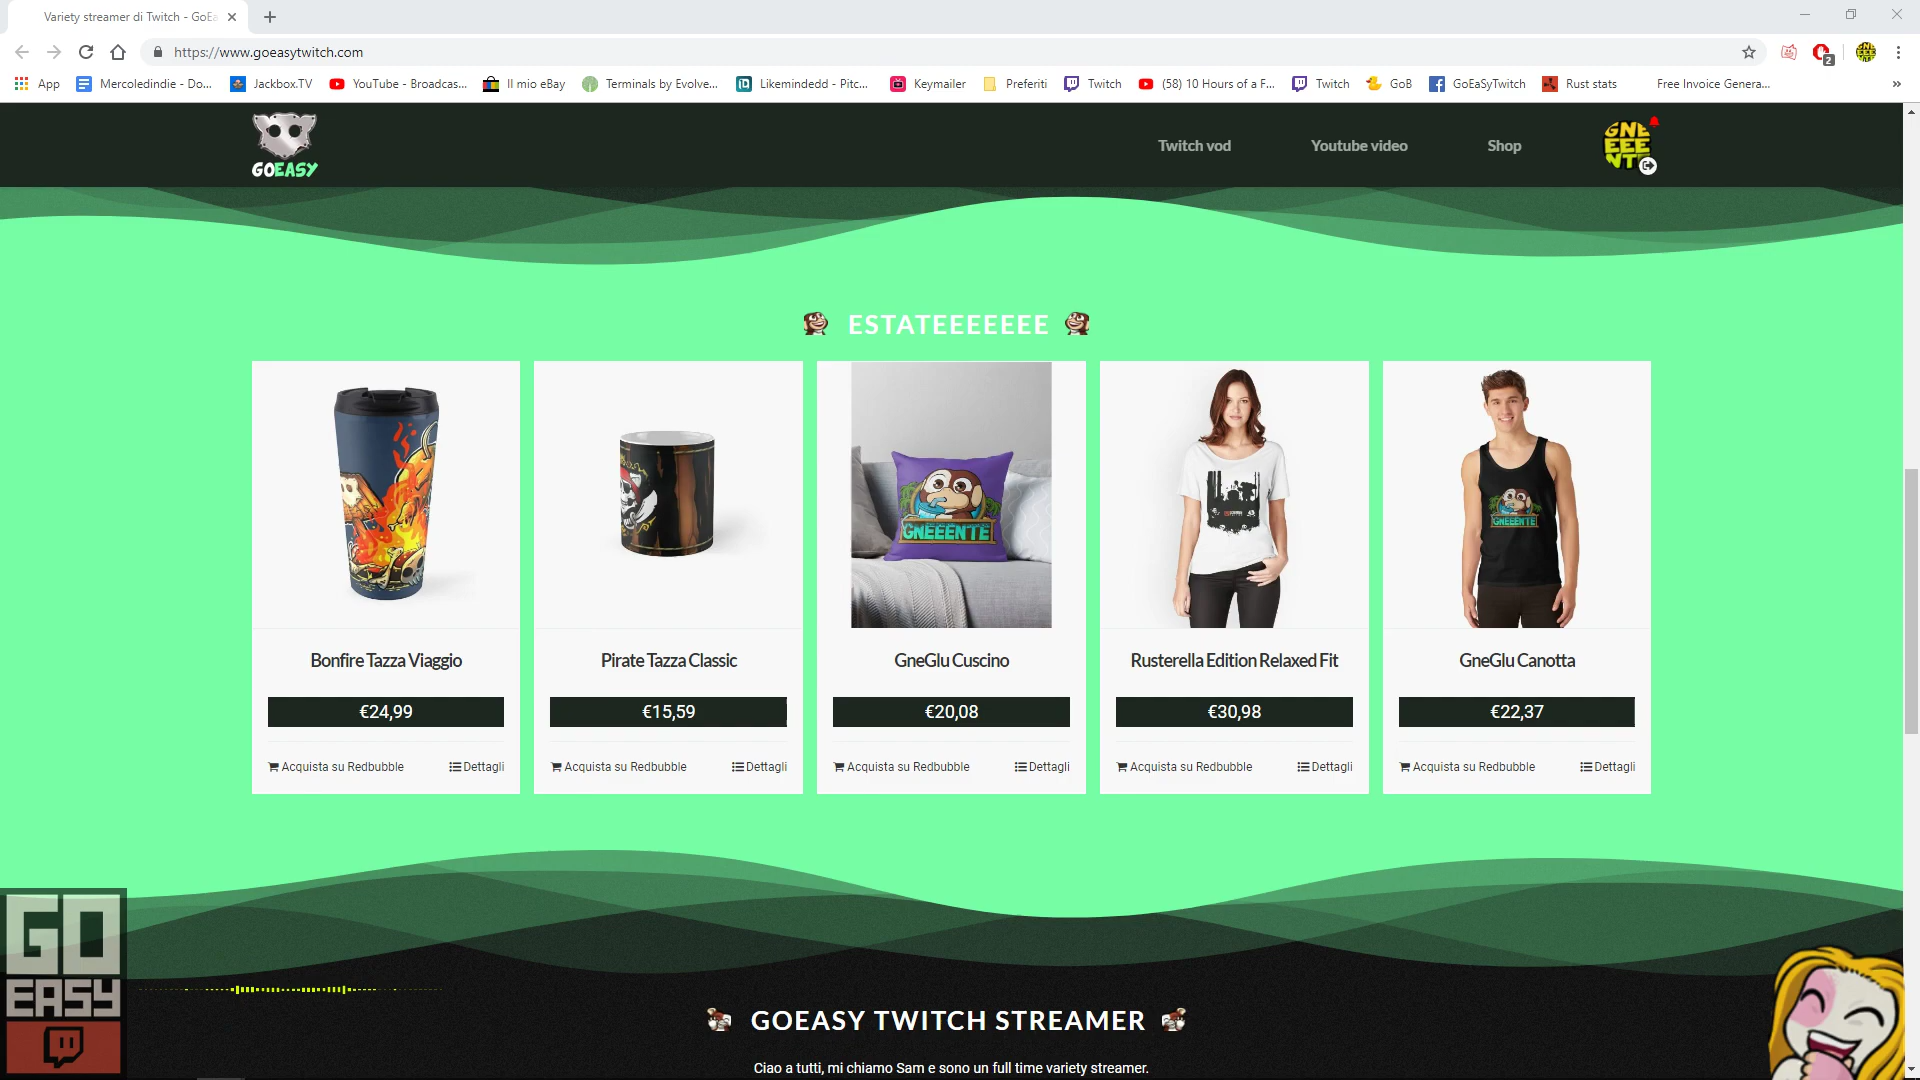 Variety streamer di Twitch - GoEa
https://www.goeasytwitch.com
App Mercoledindie - Do... Jackbox.TV YouTube - Broadcas... Il mio eBay Terminals by Evolve... Likemindedd - Pitc... Keymailer Preferiti Twitch (58) 10 Hours of a F... Twitch GoB GoEaSyTwitch Rust stats Free Invoice Genera... »
2
GOEASY
Twitch vod Youtube video Shop
GNE
EEE
NTE
ESTATEEEEEEE
GNEEENTE
GNEEENTE
Bonfire Tazza Viaggio
Pirate Tazza Classic
GneGlu Cuscino
Rusterella Edition Relaxed Fit
GneGlu Canotta
€24,99
€15,59
€20,08
€30,98
€22,37
Acquista su Redbubble Dettagli
Acquista su Redbubble Dettagli
Acquista su Redbubble Dettagli
Acquista su Redbubble Dettagli
Acquista su Redbubble Dettagli
GO
EASY
GOEASY TWITCH STREAMER
Ciao a tutti, mi chiamo Sam e sono un full time variety streamer.